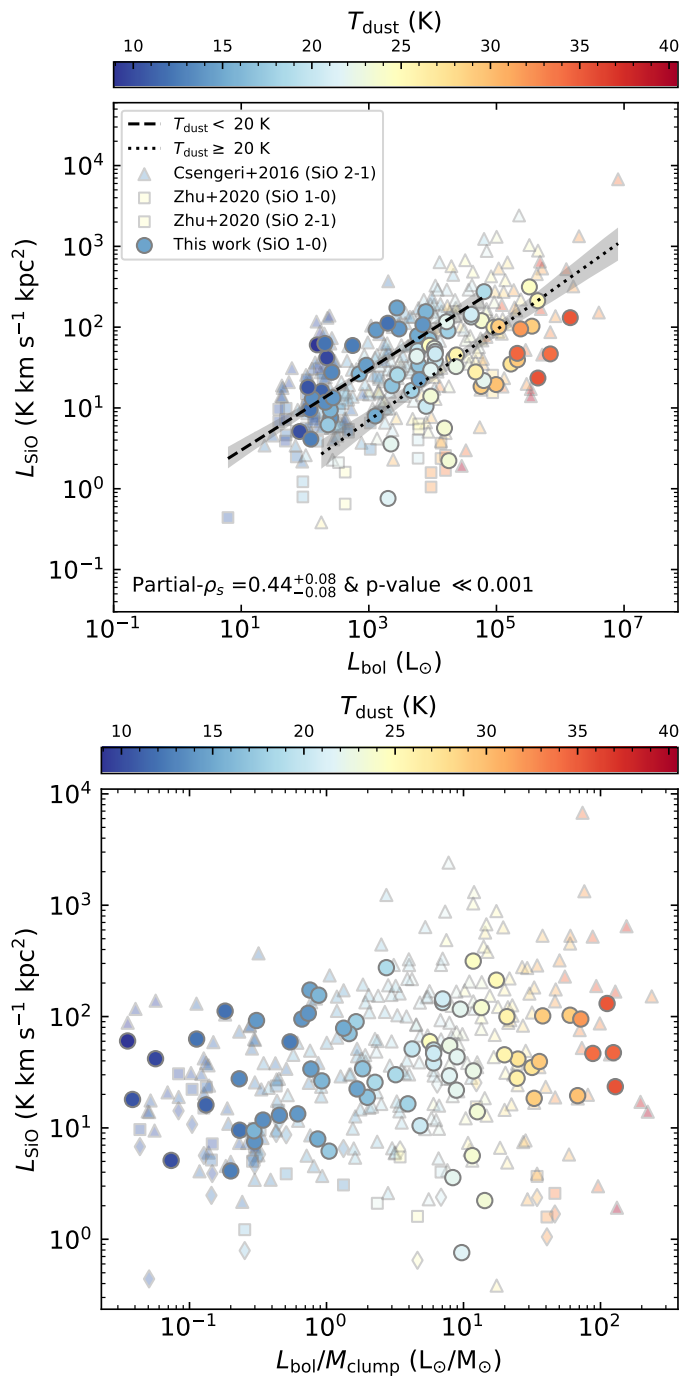 T_dust (K)
10 15 20 25 30 35 40
T_dust < 20 K
T_dust ≥ 20 K
Csengeri+2016 (SiO 2-1)
Zhu+2020 (SiO 1-0)
Zhu+2020 (SiO 2-1)
This work (SiO 1-0)
10^4
10^3
10^2
10^1
10^0
10^−1
L_SiO (K km s^−1 kpc^2)
Partial-ρ_s =0.44^{+0.08}_{−0.08} & p-value ≪0.001
10^−1 10^1 10^3 10^5 10^7
L_bol (L_⊙)
T_dust (K)
10 15 20 25 30 35 40
10^4
10^3
10^2
10^1
10^0
L_SiO (K km s^−1 kpc^2)
10^−1 10^0 10^1 10^2
L_bol/M_clump (L_⊙/M_⊙)